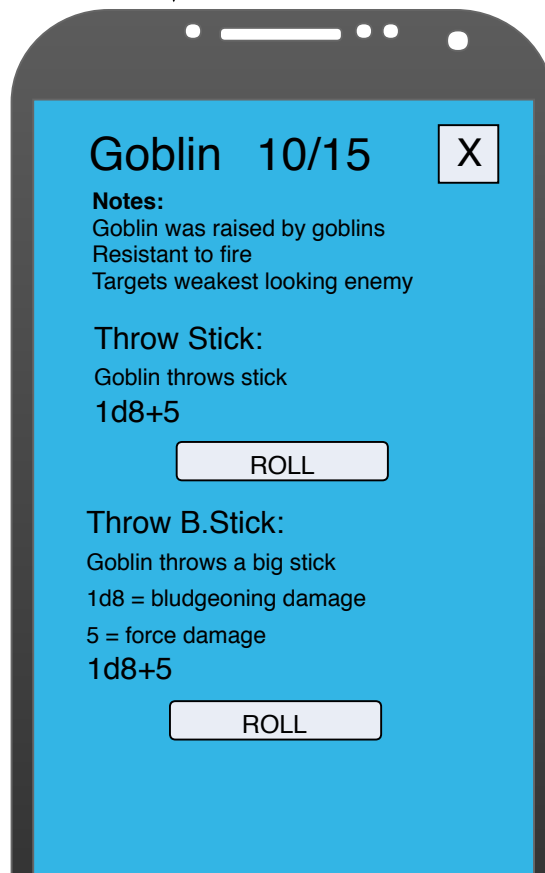 Goblin 10/15 X
Notes:
Goblin was raised by goblins
Resistant to fire
Targets weakest looking enemy
Throw Stick:
Goblin throws stick
1d8+5
ROLL
Throw B.Stick:
Goblin throws a big stick
1d8 = bludgeoning damage
5 = force damage
1d8+5
ROLL